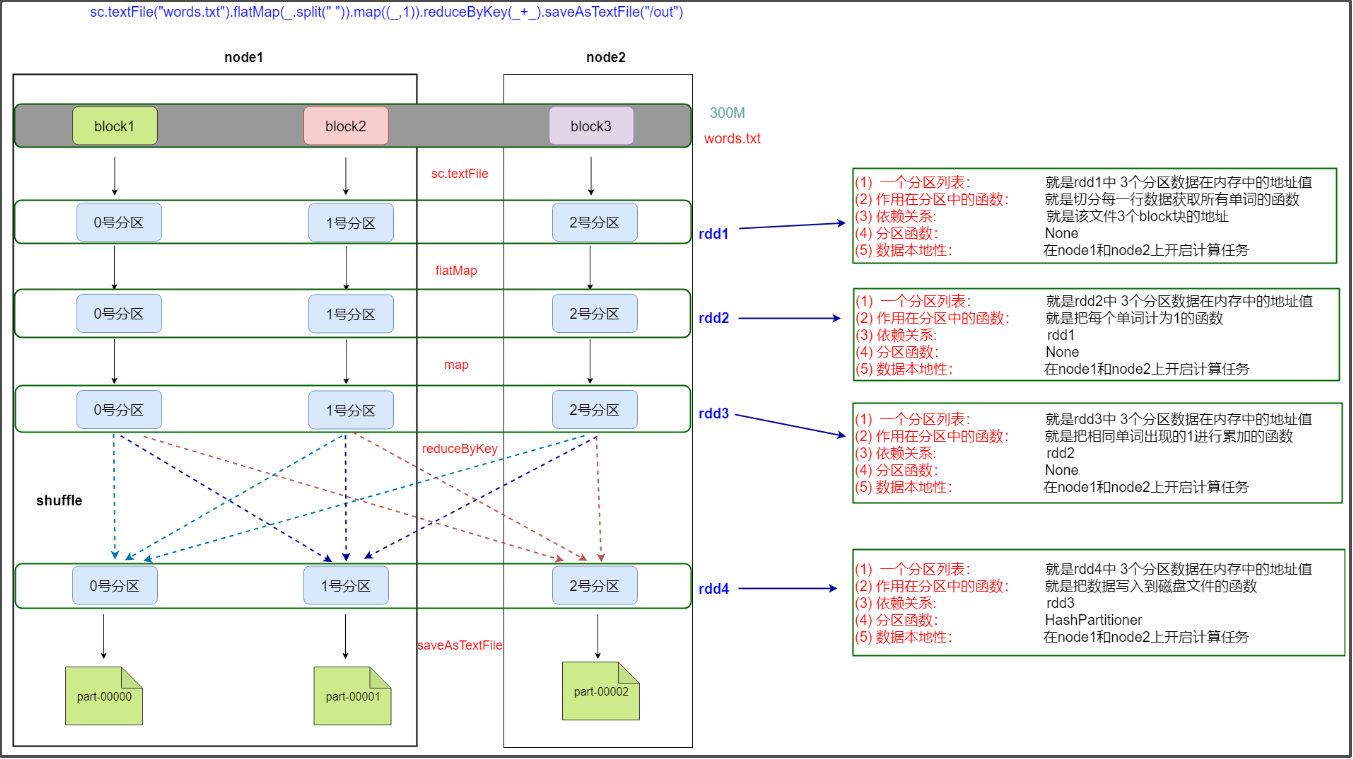 sc.textFile("words.txt").flatMap(_.split(" ")).map((_,1)).reduceByKey(_+_).saveAsTextFile("/out")
node1
node2
block1
block2
block3
300M
words.txt
sc.textFile
0号分区
1号分区
2号分区
rdd1
(1) 一个分区列表: 就是rdd1中 3个分区数据在内存中的地址值
(2) 作用在分区中的函数: 就是切分每一行数据获取所有单词的函数
(3) 依赖关系: 就是该文件3个block块的地址
(4) 分区函数: None
(5) 数据本地性: 在node1和node2上开启计算任务
flatMap
0号分区
1号分区
2号分区
rdd2
(1) 一个分区列表: 就是rdd2中 3个分区数据在内存中的地址值
(2) 作用在分区中的函数: 就是把每个单词计为1的函数
(3) 依赖关系: rdd1
(4) 分区函数: None
(5) 数据本地性: 在node1和node2上开启计算任务
map
0号分区
1号分区
2号分区
rdd3
(1) 一个分区列表: 就是rdd3中 3个分区数据在内存中的地址值
(2) 作用在分区中的函数: 就是把相同单词出现的1进行累加的函数
(3) 依赖关系: rdd2
(4) 分区函数: None
(5) 数据本地性: 在node1和node2上开启计算任务
reduceByKey
shuffle
0号分区
1号分区
2号分区
rdd4
(1) 一个分区列表: 就是rdd4中 3个分区数据在内存中的地址值
(2) 作用在分区中的函数: 就是把数据写入到磁盘文件的函数
(3) 依赖关系: rdd3
(4) 分区函数: HashPartitioner
(5) 数据本地性: 在node1和node2上开启计算任务
saveAsTextFile
part-00000
part-00001
part-00002